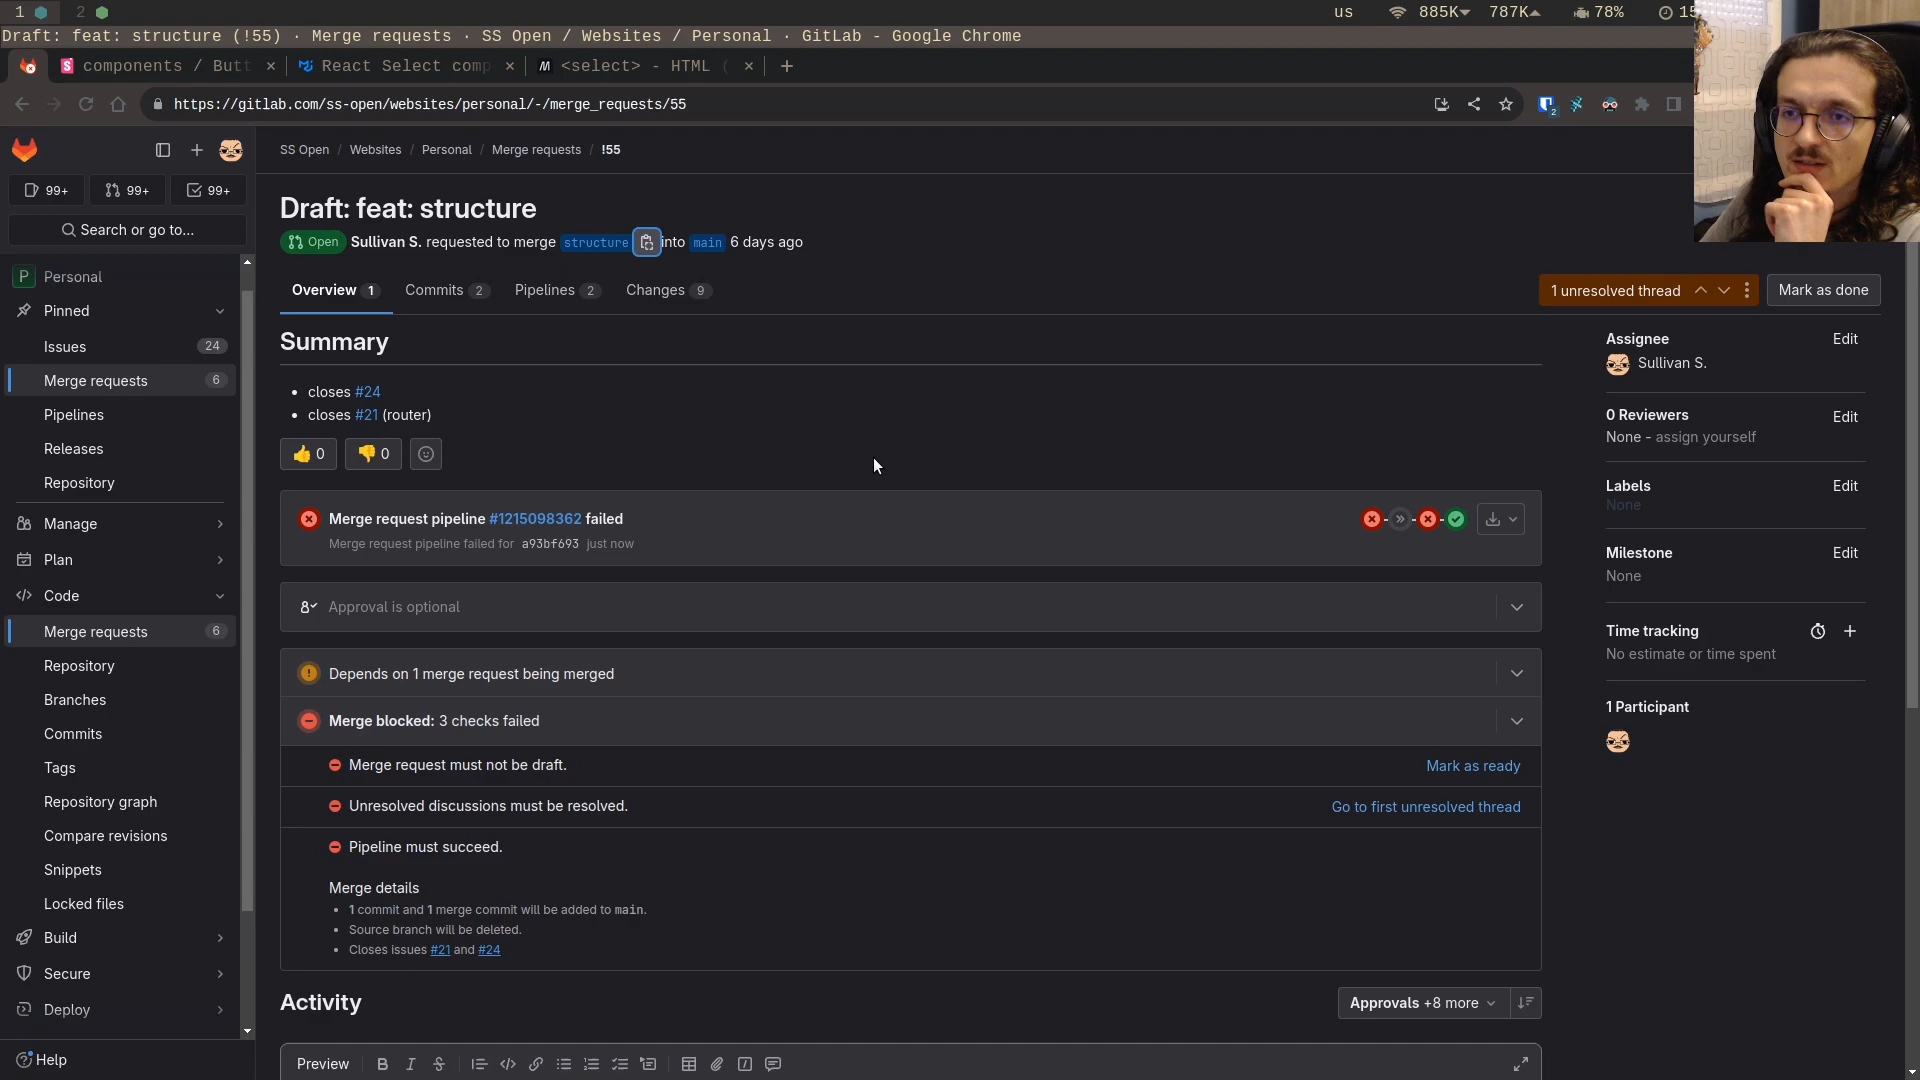 1 2 us 885K 787K 78% 15
Draft: feat: structure (!55) · Merge requests · SS Open / Websites / Personal · GitLab - Google Chrome
components / Butt × React Select comp × <select> - HTML ( × +
https://gitlab.com/ss-open/websites/personal/-/merge_requests/55
2
SS Open / Websites / Personal / Merge requests / !55
99+ 99+ 99+
Search or go to...
P Personal
Pinned
Issues 24
Merge requests 6
Pipelines
Releases
Repository
Manage
Plan
Code
Merge requests 6
Repository
Branches
Commits
Tags
Repository graph
Compare revisions
Snippets
Locked files
Build
Secure
Deploy
Help
Draft: feat: structure
Open Sullivan S. requested to merge structure into main 6 days ago
Overview 1 Commits 2 Pipelines 2 Changes 9
1 unresolved thread Mark as done
Summary
• closes #24
• closes #21 (router)
0 0
Merge request pipeline #1215098362 failed
Merge request pipeline failed for a93bf693 just now
Approval is optional
Depends on 1 merge request being merged
Merge blocked: 3 checks failed
Merge request must not be draft. Mark as ready
Unresolved discussions must be resolved. Go to first unresolved thread
Pipeline must succeed.
Merge details
• 1 commit and 1 merge commit will be added to main.
• Source branch will be deleted.
• Closes issues #21 and #24
Activity
Approvals +8 more
Preview B I S
Assignee Edit
Sullivan S.
0 Reviewers Edit
None - assign yourself
Labels Edit
None
Milestone Edit
None
Time tracking
No estimate or time spent
1 Participant